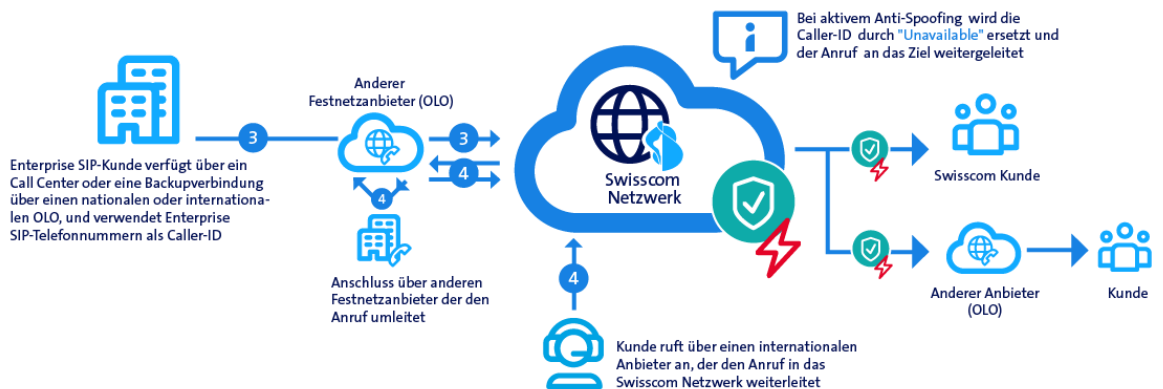 Bei aktivem Anti-Spoofing wird die
Caller-ID durch "Unavailable" ersetzt und
der Anruf an das Ziel weitergeleitet
Anderer
Festnetzanbieter (OLO)
3
3
4
4
Enterprise SIP-Kunde verfügt über ein
Call Center oder eine Backupverbindung
über einen nationalen oder internationa-
len OLO, und verwendet Enterprise
SIP-Telefonnummern als Caller-ID
Swisscom
Netzwerk
Swisscom Kunde
Anschluss über anderen
Festnetzanbieter der den
Anruf umleitet
4
Anderer Anbieter
(OLO)
Kunde
Kunde ruft über einen internationalen
Anbieter an, der den Anruf in das
Swisscom Netzwerk weiterleitet